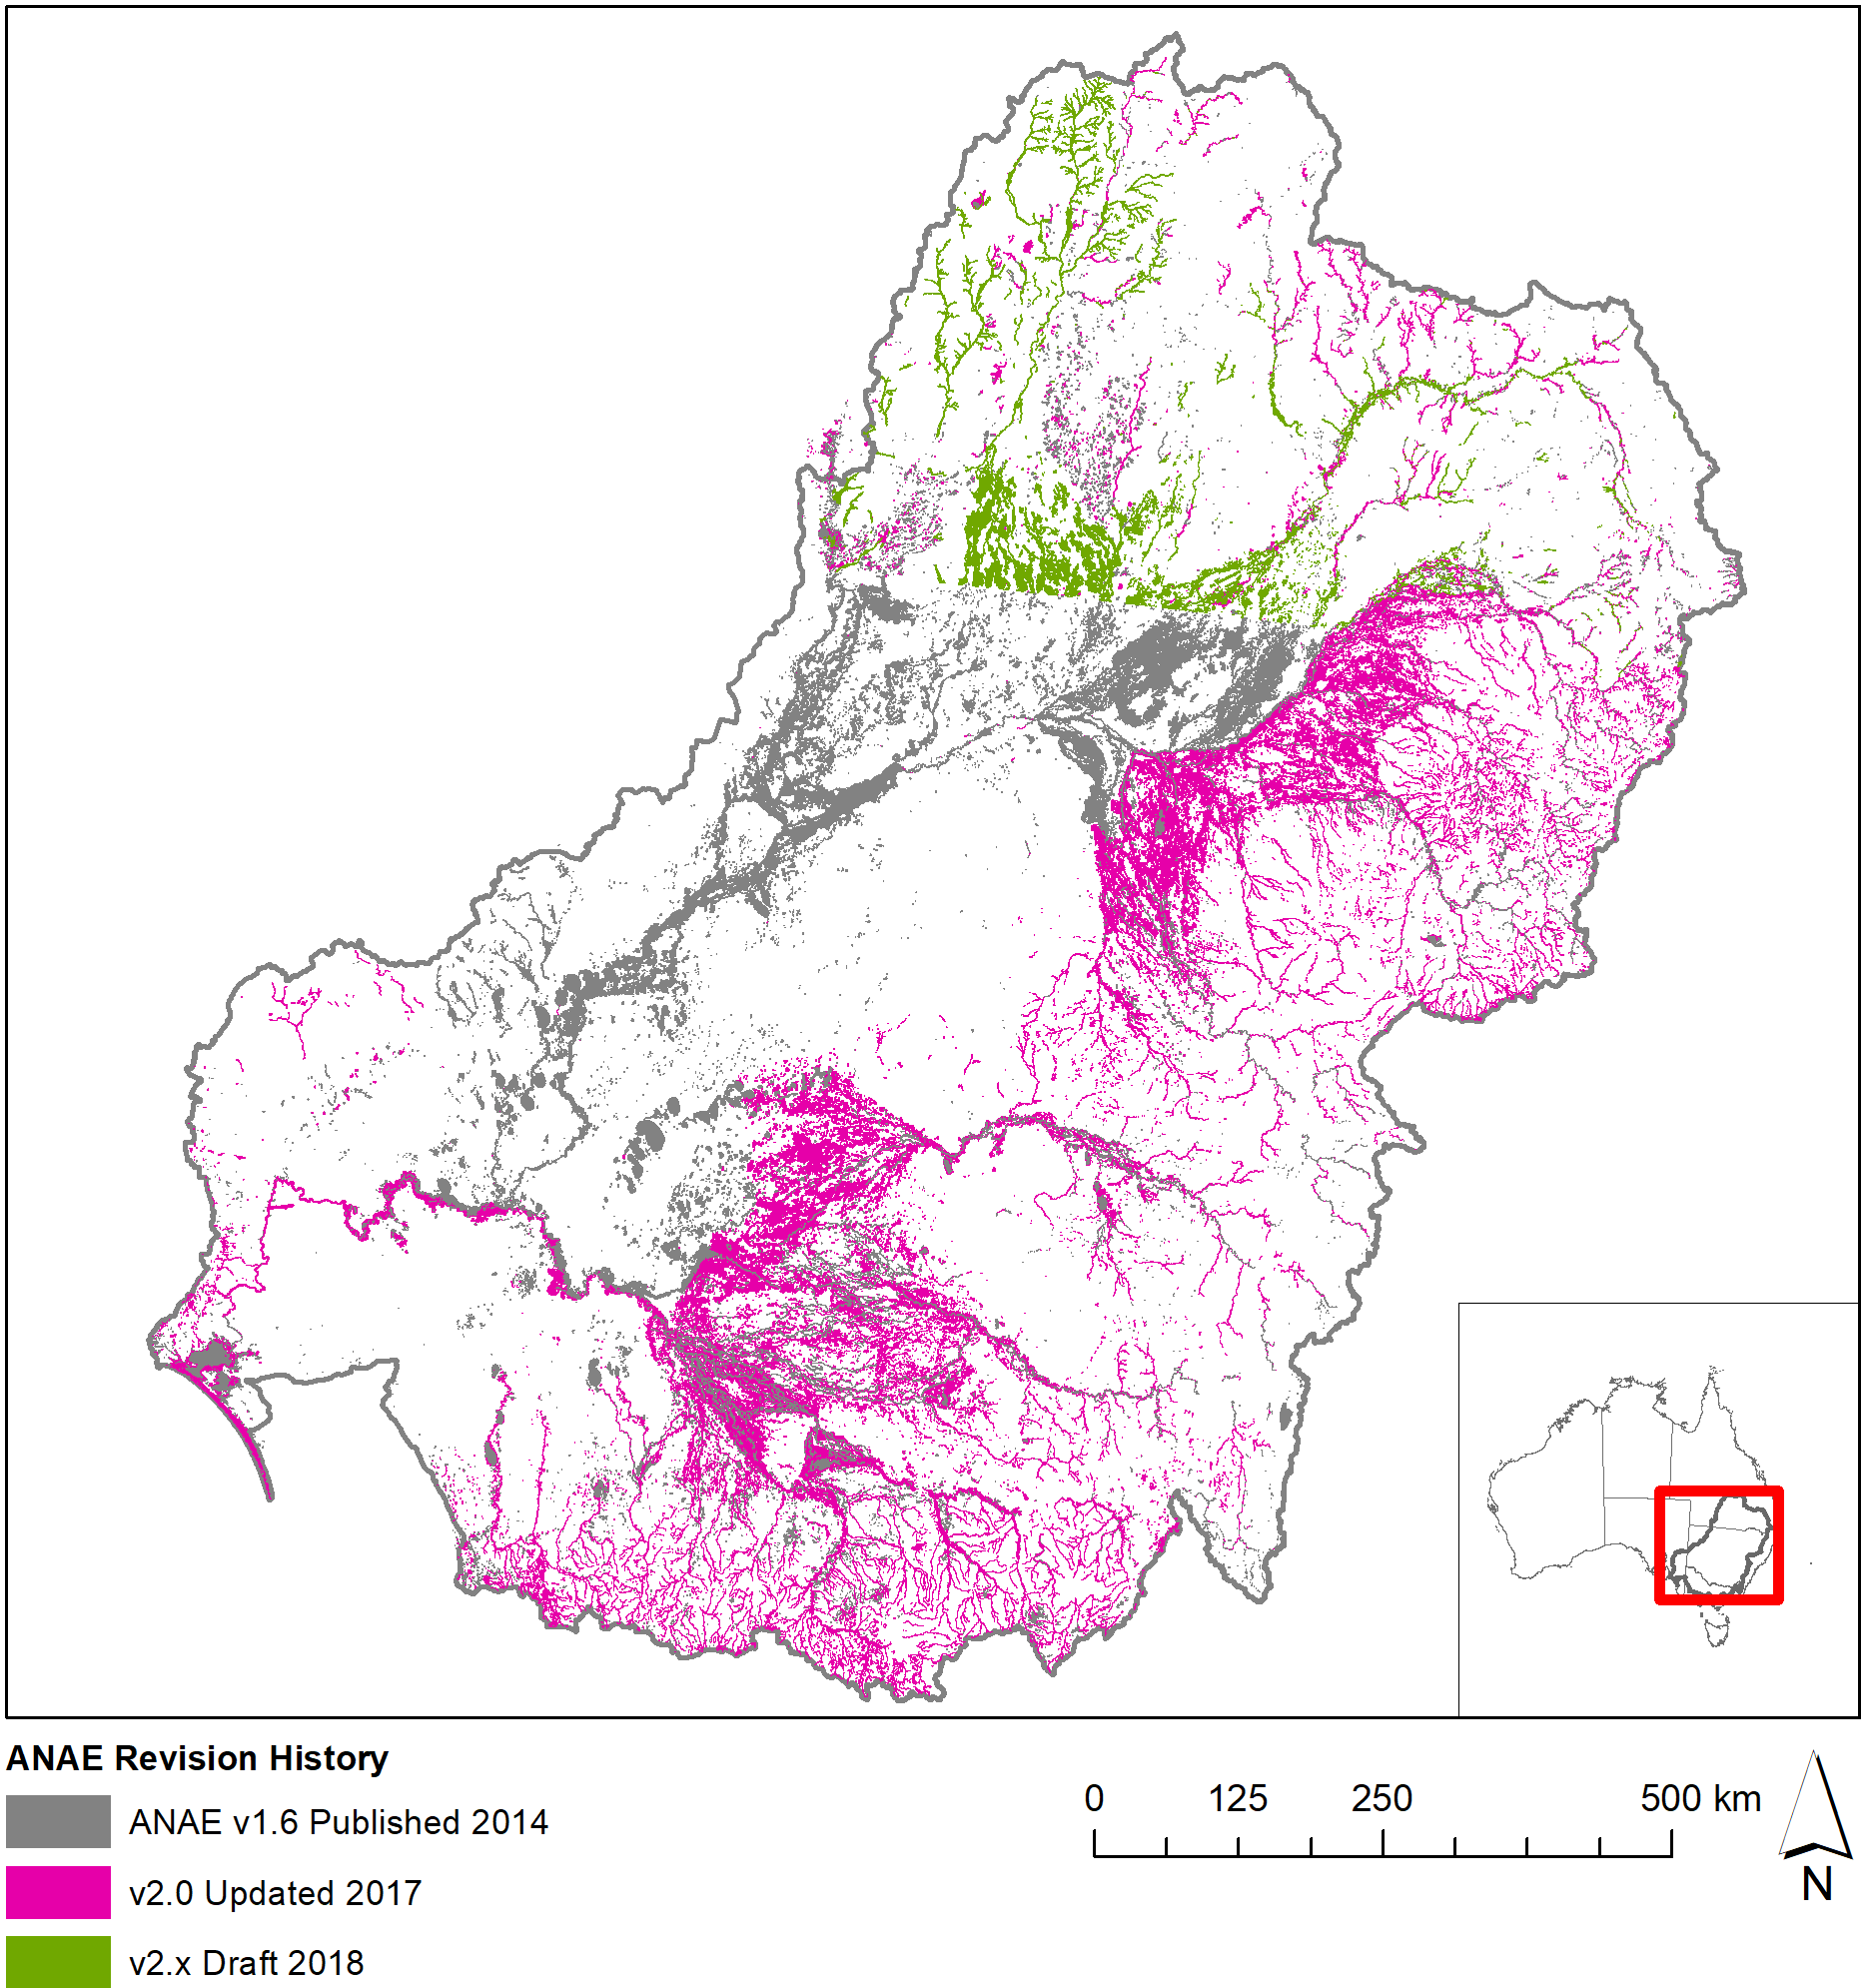 ANAE Revision History
ANAE v1.6 Published 2014
v2.0 Updated 2017
v2.x Draft 2018
0 125 250 500 km
N